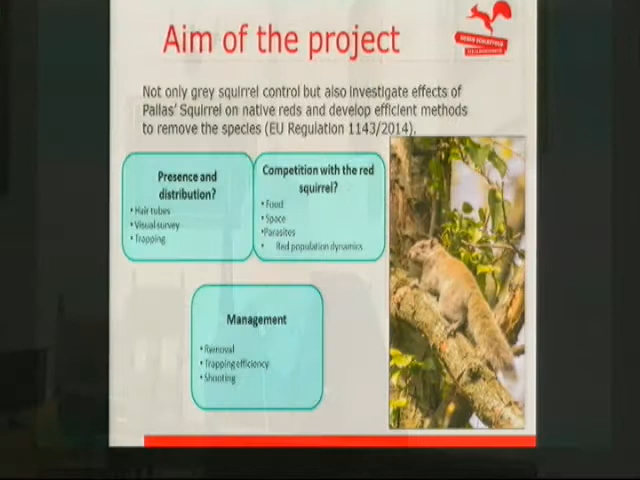 Aim of the project
Not only grey squirrel control but also investigate effects of
Pallas' Squirrel on native reds and develop efficient methods
to remove the species (EU Regulation 1143/2014).
Presence and
distribution?
• Hair tubes
• Visual survey
• Trapping
Competition with the red
squirrel?
• Food
• Space
• Parasites
• Red population dynamics
Management
• Removal
• Trapping efficiency
• Shooting